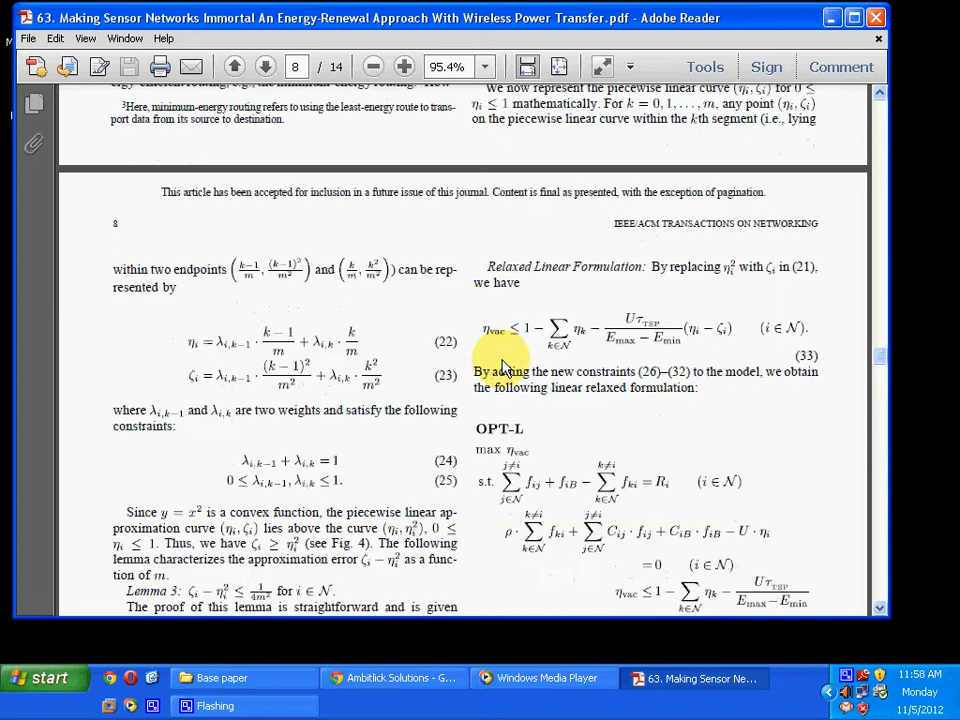 63. Making Sensor Networks Immortal An Energy-Renewal Approach With Wireless Power Transfer.pdf - Adobe Reader
File Edit View Window Help
8 / 14 95.4% Tools Sign Comment
³Here, minimum-energy routing refers to using the least-energy route to trans-
port data from its source to destination.
We now represent the piecewise linear curve (ηi, ζi) for 0 ≤
ηi ≤ 1 mathematically. For k = 0, 1, . . . , m, any point (ηi, ζi)
on the piecewise linear curve within the kth segment (i.e., lying
This article has been accepted for inclusion in a future issue of this journal. Content is final as presented, with the exception of pagination.
8 IEEE/ACM TRANSACTIONS ON NETWORKING
within two endpoints (k−1/m, (k−1)²/m²) and (k/m, k²/m²) can be rep-
resented by
ηi = λi,k−1 · k − 1/m + λi,k · k/m (22)
ζi = λi,k−1 · (k − 1)²/m² + λi,k · k²/m² (23)
where λi,k−1 and λi,k are two weights and satisfy the following
constraints:
λi,k−1 + λi,k = 1 (24)
0 ≤ λi,k−1, λi,k ≤ 1. (25)
Since y = x² is a convex function, the piecewise linear ap-
proximation curve (ηi, ζi) lies above the curve (ηi, ηi²), 0 ≤
ηi ≤ 1. Thus, we have ζi ≥ ηi² (see Fig. 4). The following
lemma characterizes the approximation error ζi − ηi² as a func-
tion of m.
Lemma 3: ζi − ηi² ≤ 1/4m² for i ∈ N.
The proof of this lemma is straightforward and is given
Relaxed Linear Formulation: By replacing ηi² with ζi in (21),
we have
ηvac ≤ 1 − ∑k∈N ηk − UτTSP/Emax − Emin (ηi − ζi) (i ∈ N).
(33)
By adding the new constraints (26)–(32) to the model, we obtain
the following linear relaxed formulation:
OPT-L
max ηvac
s.t. ∑j≠i j∈N fij + fiB − ∑k≠i k∈N fki = Ri (i ∈ N)
ρ · ∑k≠i k∈N fki + ∑j≠i j∈N Cij · fij + CiB · fiB − U · ηi
= 0 (i ∈ N)
ηvac ≤ 1 − ∑k∈N ηk − UτTSP/Emax − Emin
start
Base paper
Ambitlick Solutions - G...
Windows Media Player
63. Making Sensor Ne...
Flashing
11:58 AM
Monday
11/5/2012